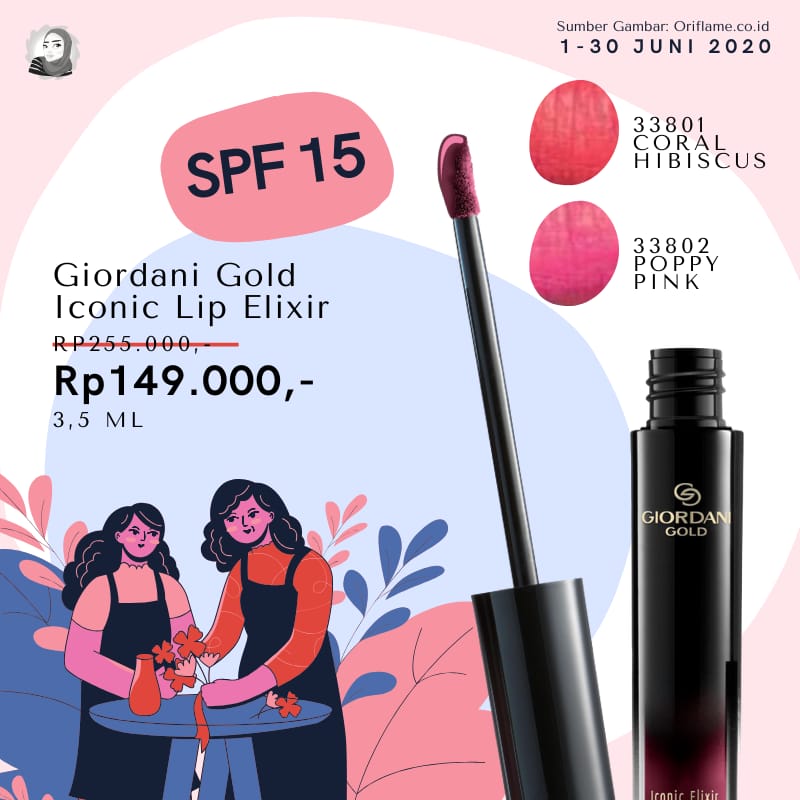 Sumber Gambar: Oriflame.co.id
1-30 JUNI 2020
SPF 15
33801
CORAL
HIBISCUS
33802
POPPY
PINK
Giordani Gold
Iconic Lip Elixir
RP255.000,-
Rp149.000,-
3,5 ML
GIORDANI
GOLD
Iconic Elixir